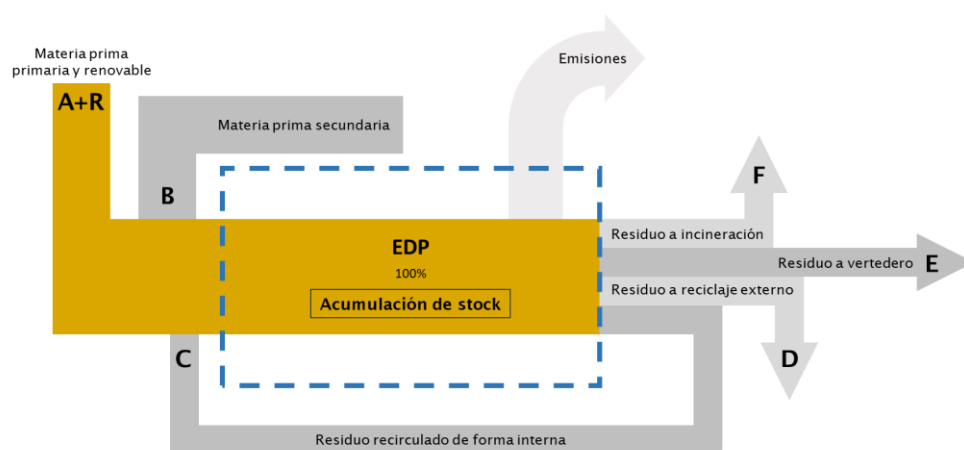 Materia prima
primaria y renovable
A+R
Emisiones
Materia prima secundaria
B
F
EDP
100%
Acumulación de stock
Residuo a incineración
Residuo a vertedero
E
Residuo a reciclaje externo
C
D
Residuo recirculado de forma interna